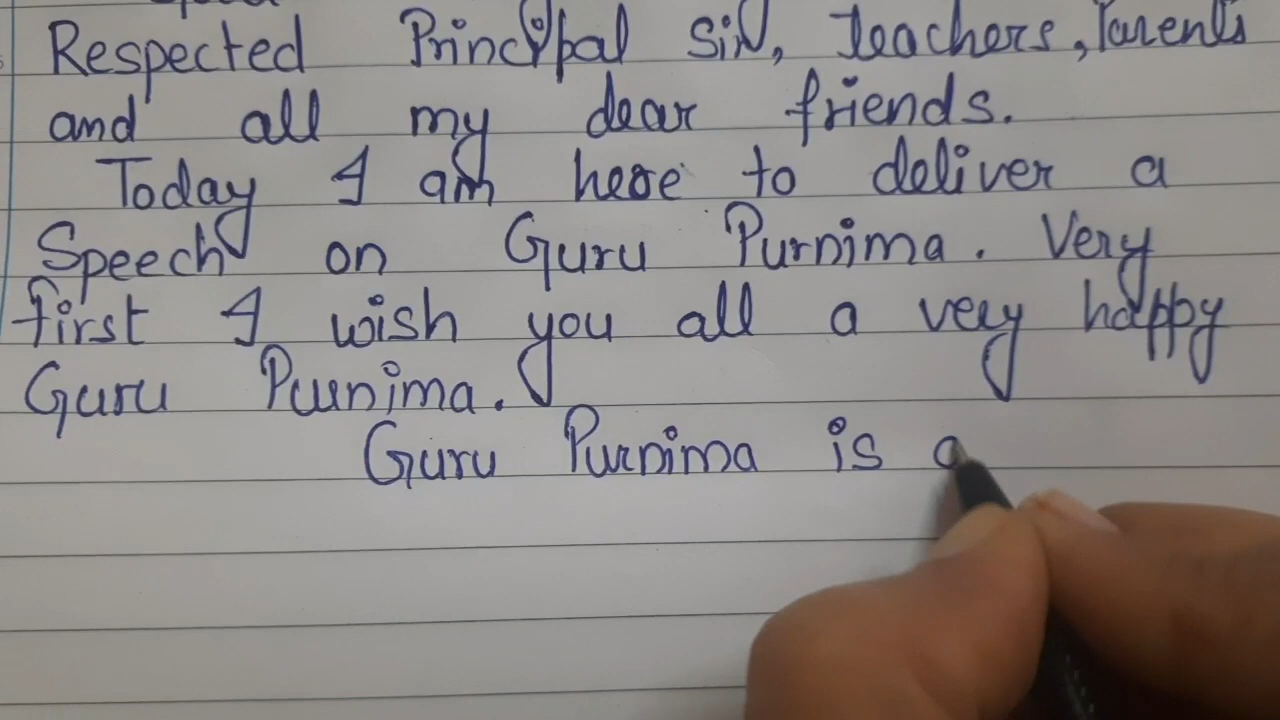 Respected Principal sir, teachers, Parents
and all my dear friends.
Today I am here to deliver a
Speech on Guru Purnima. Very
first I wish you all a very happy
Guru Purnima.
Guru Purnima is a